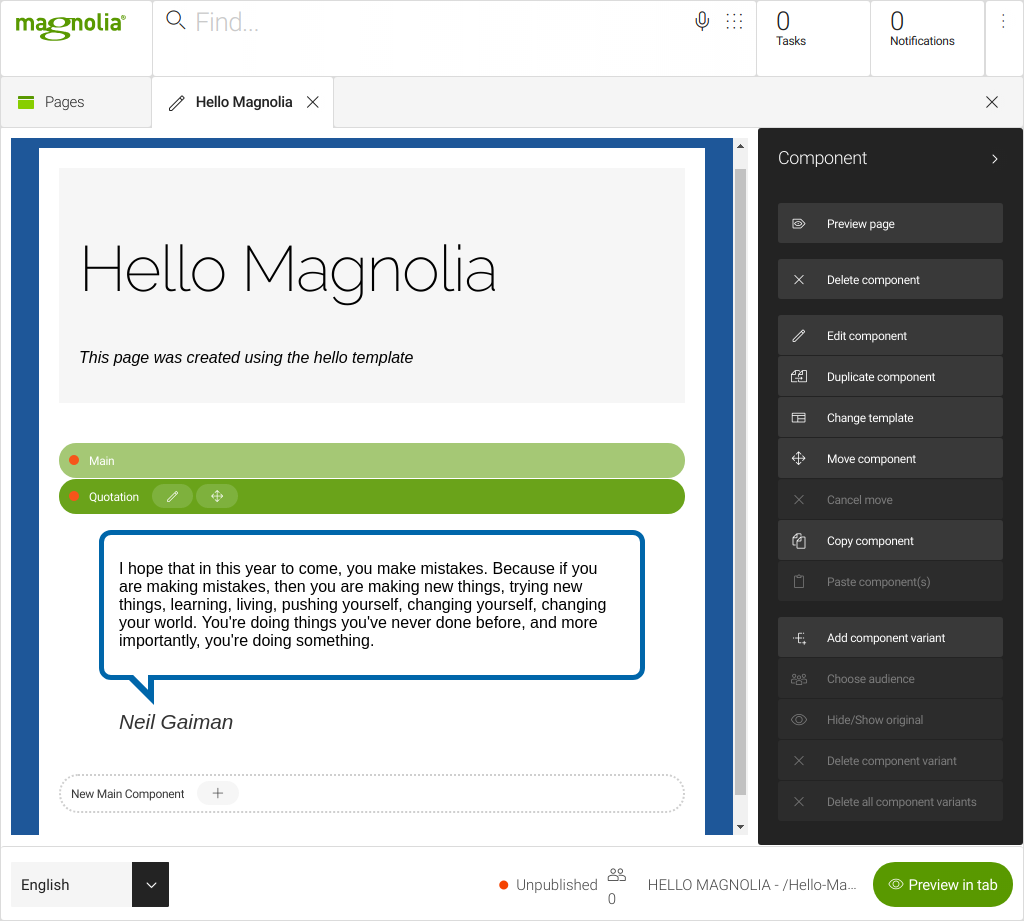 magnolia®
Find...
0
Tasks
0
Notifications
Pages
Hello Magnolia
Hello Magnolia
This page was created using the hello template
Main
Quotation
I hope that in this year to come, you make mistakes. Because if you
are making mistakes, then you are making new things, trying new
things, learning, living, pushing yourself, changing yourself, changing
your world. You're doing things you've never done before, and more
importantly, you're doing something.
Neil Gaiman
New Main Component
Component
Preview page
Delete component
Edit component
Duplicate component
Change template
Move component
Cancel move
Copy component
Paste component(s)
Add component variant
Choose audience
Hide/Show original
Delete component variant
Delete all component variants
English
Unpublished
0
HELLO MAGNOLIA - /Hello-Ma...
Preview in tab